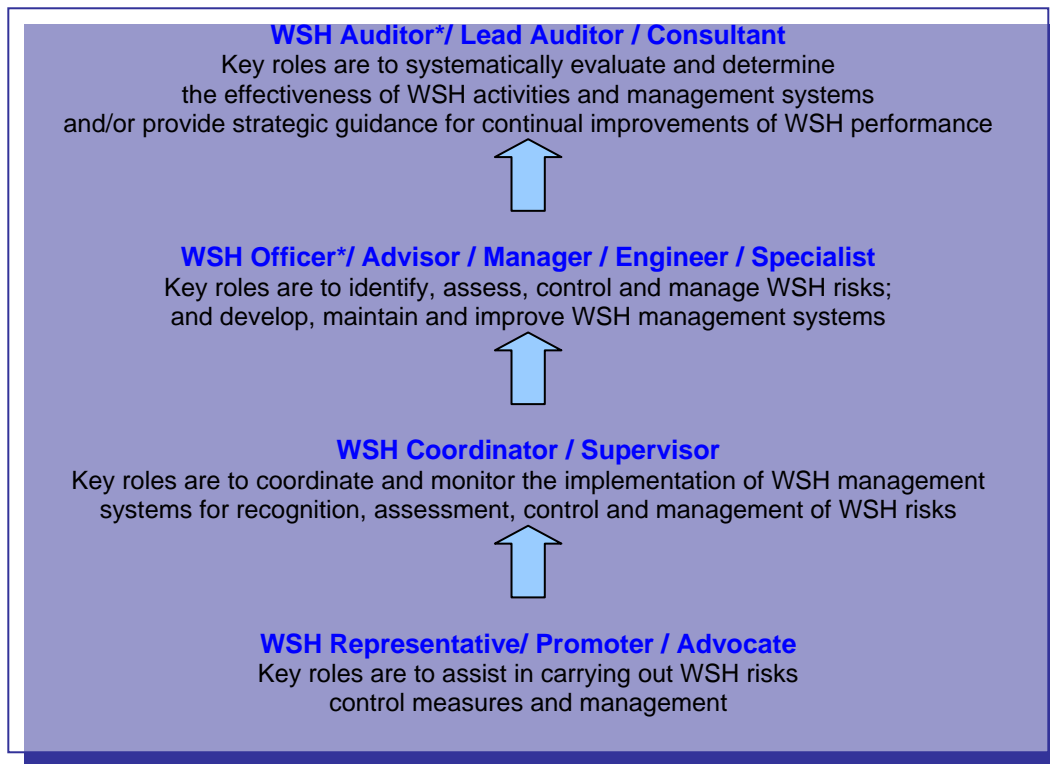 WSH Auditor*/ Lead Auditor / Consultant
Key roles are to systematically evaluate and determine
the effectiveness of WSH activities and management systems
and/or provide strategic guidance for continual improvements of WSH performance
WSH Officer*/ Advisor / Manager / Engineer / Specialist
Key roles are to identify, assess, control and manage WSH risks;
and develop, maintain and improve WSH management systems
WSH Coordinator / Supervisor
Key roles are to coordinate and monitor the implementation of WSH management
systems for recognition, assessment, control and management of WSH risks
WSH Representative/ Promoter / Advocate
Key roles are to assist in carrying out WSH risks
control measures and management